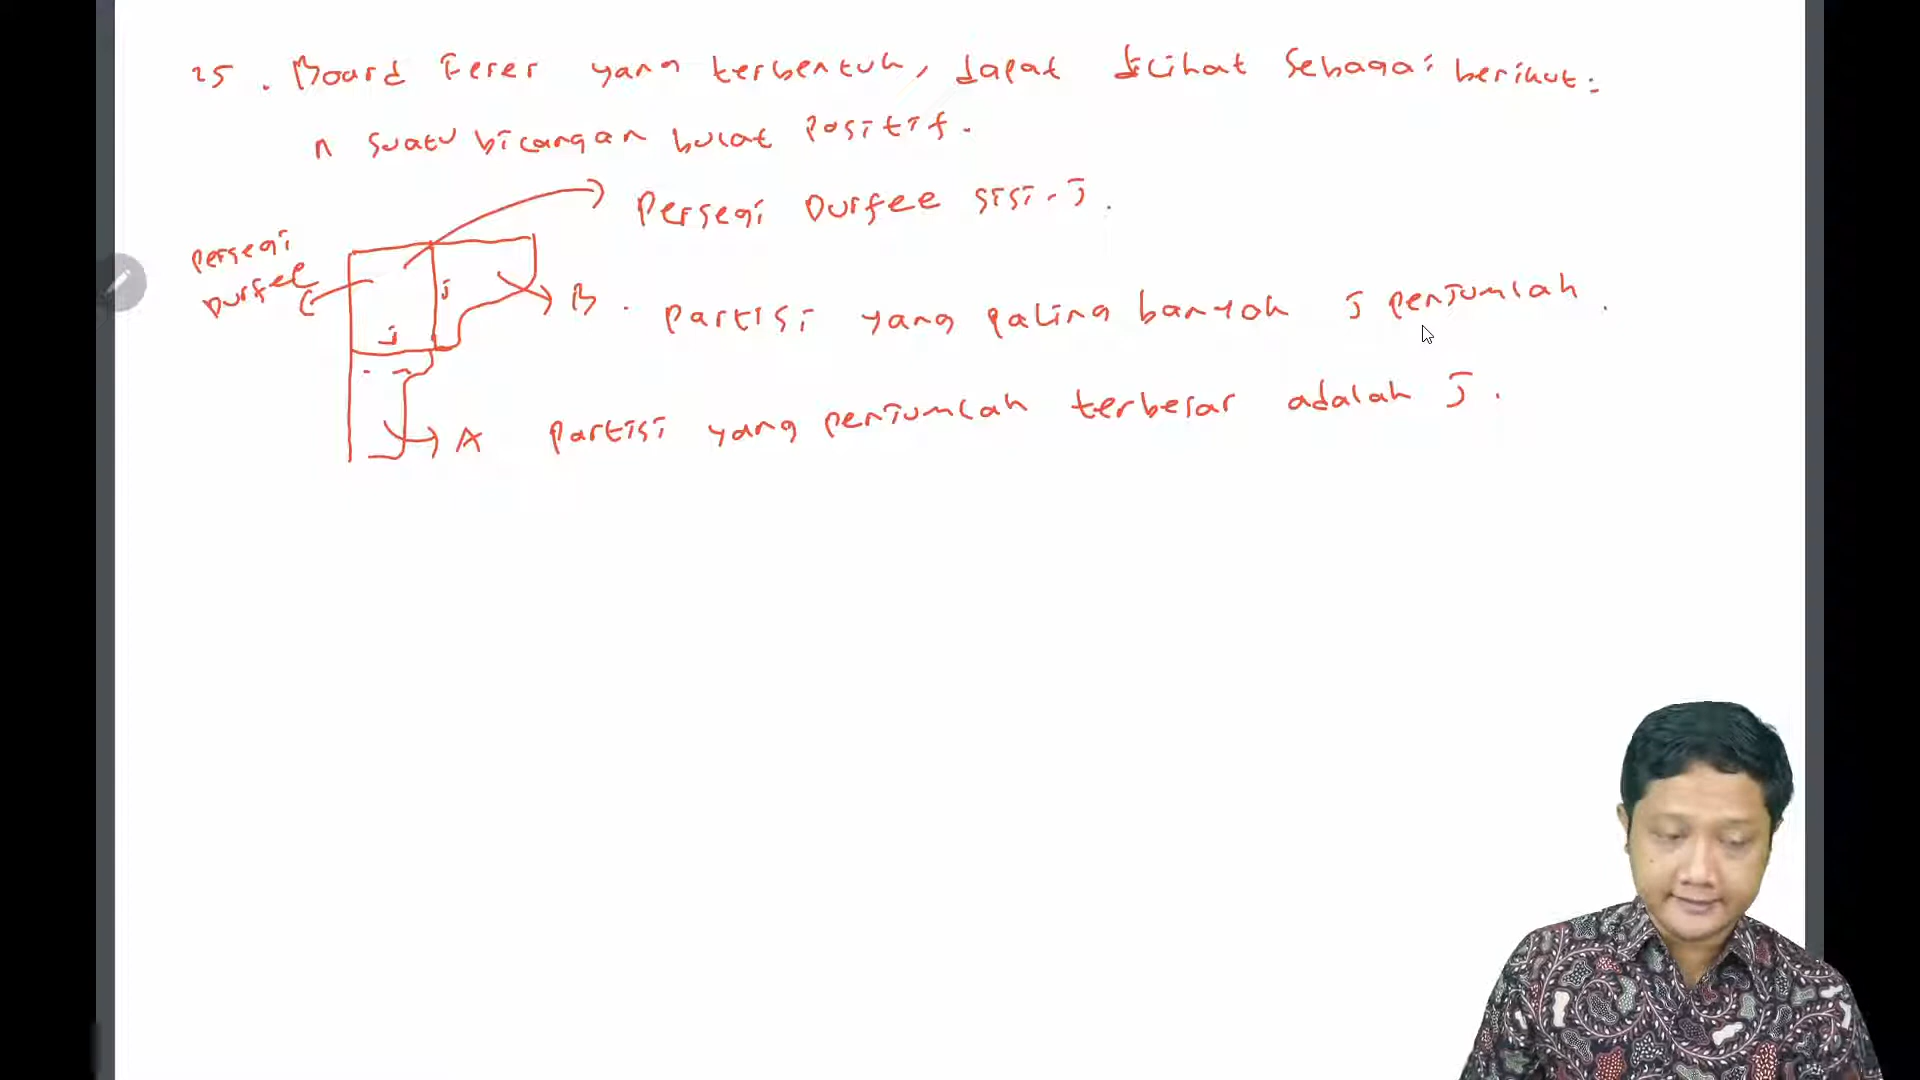 25. Board Ferer yang terbentuk, dapat dilihat sebagai berikut:
n suatu bilangan bulat positif.
Persegi Durfee sisi-j.
Persegi
Durfee
j
j
B. partisi yang paling banyak j penjumlah.
A partisi yang penjumlah terbesar adalah j.